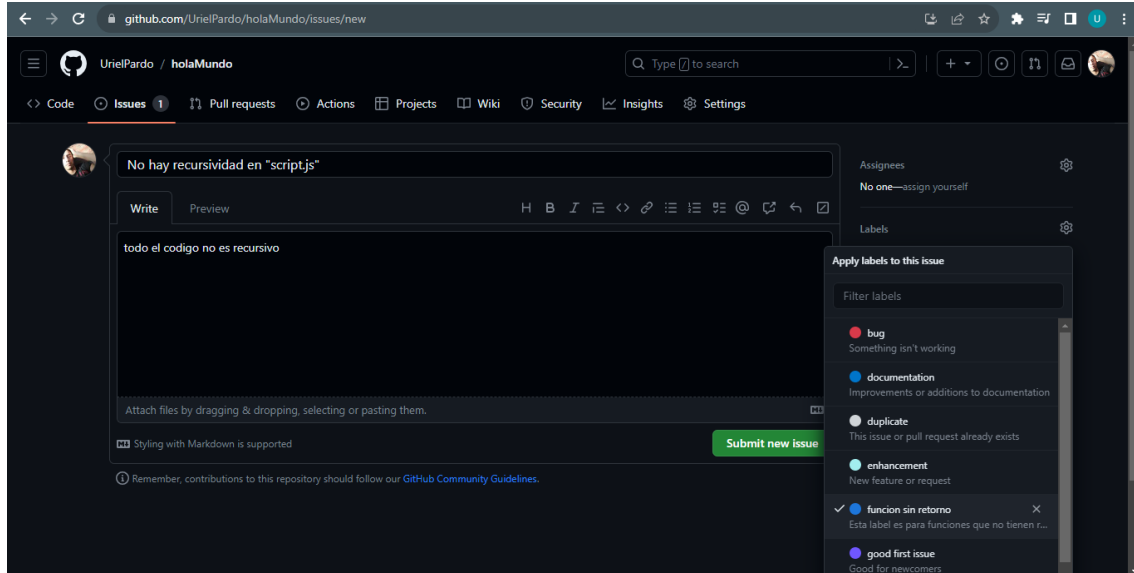 github.com/UrielPardo/holaMundo/issues/new
U
UrielPardo / holaMundo
Type / to search
Code Issues 1 Pull requests Actions Projects Wiki Security Insights Settings
No hay recursividad en "script.js"
Assignees
No one—assign yourself
Write Preview
H B I
Labels
todo el codigo no es recursivo
Apply labels to this issue
Filter labels
bug
Something isn't working
documentation
Improvements or additions to documentation
duplicate
This issue or pull request already exists
enhancement
New feature or request
funcion sin retorno
Esta label es para funciones que no tienen r...
good first issue
Good for newcomers
Attach files by dragging & dropping, selecting or pasting them.
Styling with Markdown is supported
Submit new issue
Remember, contributions to this repository should follow our GitHub Community Guidelines.